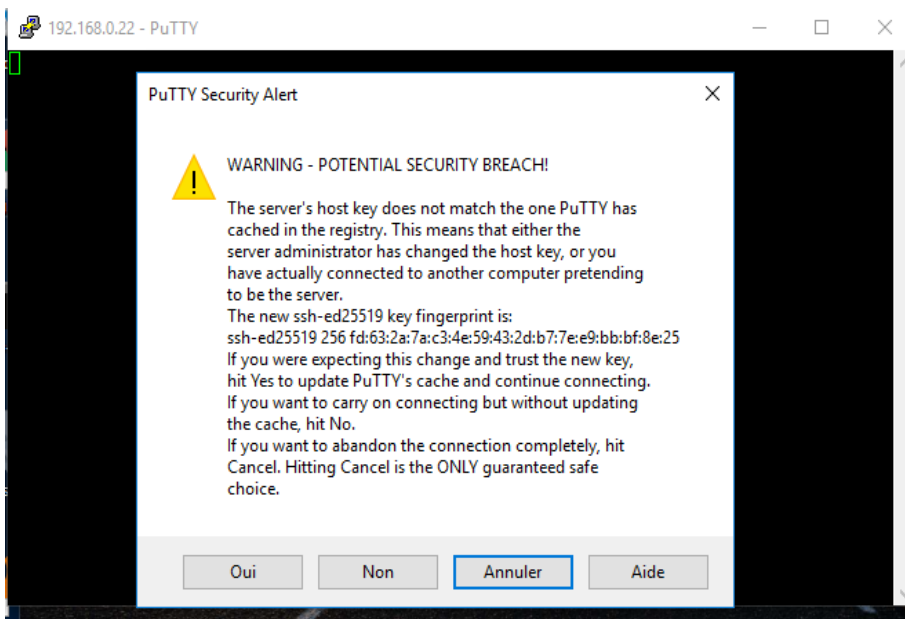 192.168.0.22 - PuTTY
PuTTY Security Alert
WARNING - POTENTIAL SECURITY BREACH!
The server's host key does not match the one PuTTY has
cached in the registry. This means that either the
server administrator has changed the host key, or you
have actually connected to another computer pretending
to be the server.
The new ssh-ed25519 key fingerprint is:
ssh-ed25519 256 fd:63:2a:7a:c3:4e:59:43:2d:b7:7e:e9:bb:bf:8e:25
If you were expecting this change and trust the new key,
hit Yes to update PuTTY's cache and continue connecting.
If you want to carry on connecting but without updating
the cache, hit No.
If you want to abandon the connection completely, hit
Cancel. Hitting Cancel is the ONLY guaranteed safe
choice.
Oui Non Annuler Aide